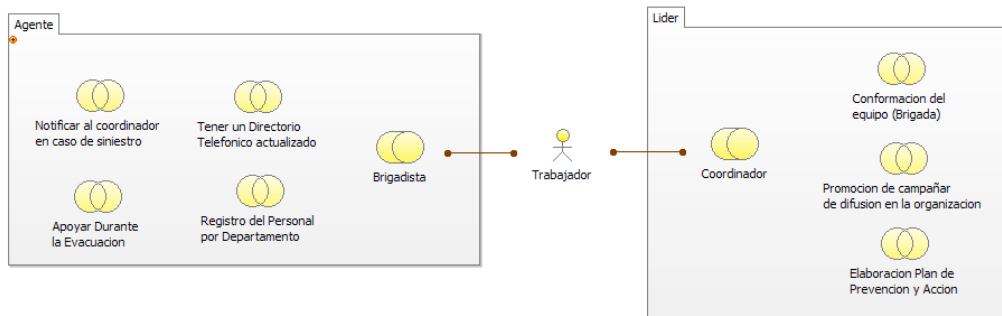 Agente
Notificar al coordinador
en caso de siniestro
Tener un Directorio
Telefonico actualizado
Apoyar Durante
la Evacuacion
Registro del Personal
por Departamento
Brigadista
Trabajador
Lider
Coordinador
Conformacion del
equipo (Brigada)
Promocion de campañar
de difusion en la organizacion
Elaboracion Plan de
Prevencion y Accion